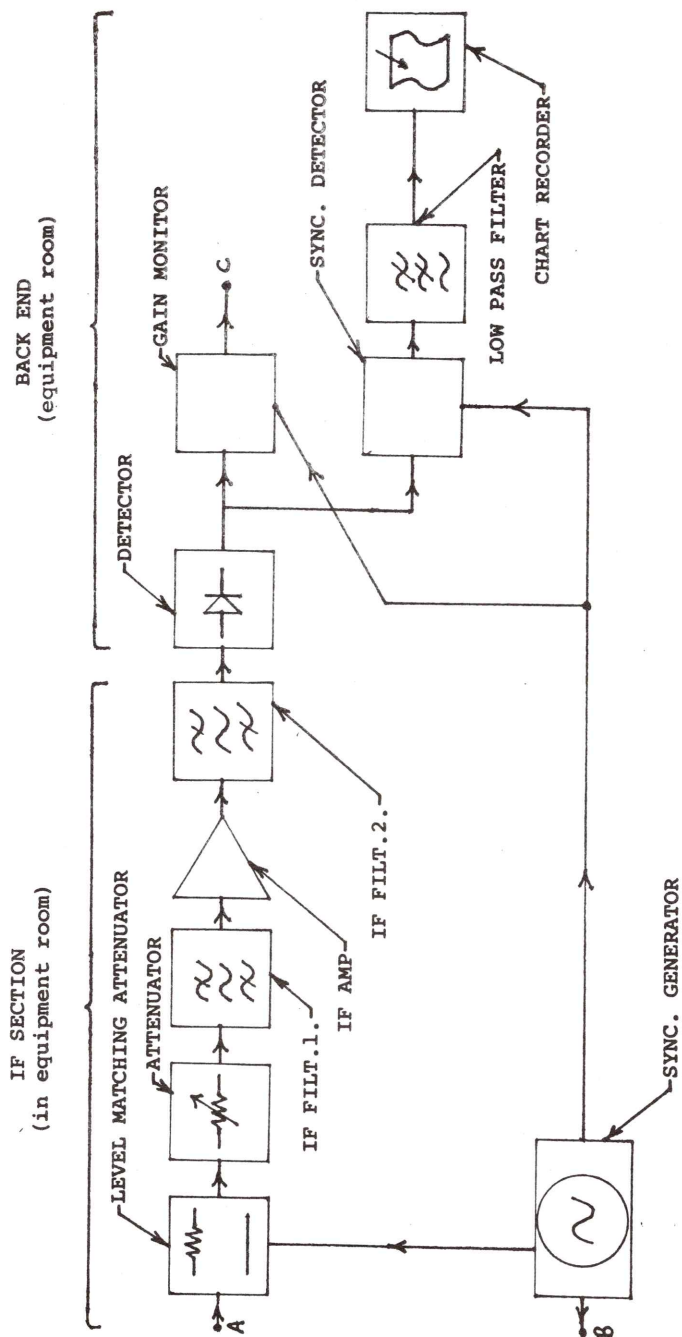 IF SECTION
(in equipment room)
BACK END
(equipment room)
LEVEL MATCHING ATTENUATOR
ATTENUATOR
IF FILT.1.
IF AMP
IF FILT.2.
DETECTOR
GAIN MONITOR
SYNC. DETECTOR
LOW PASS FILTER
CHART RECORDER
SYNC. GENERATOR
A
B
C